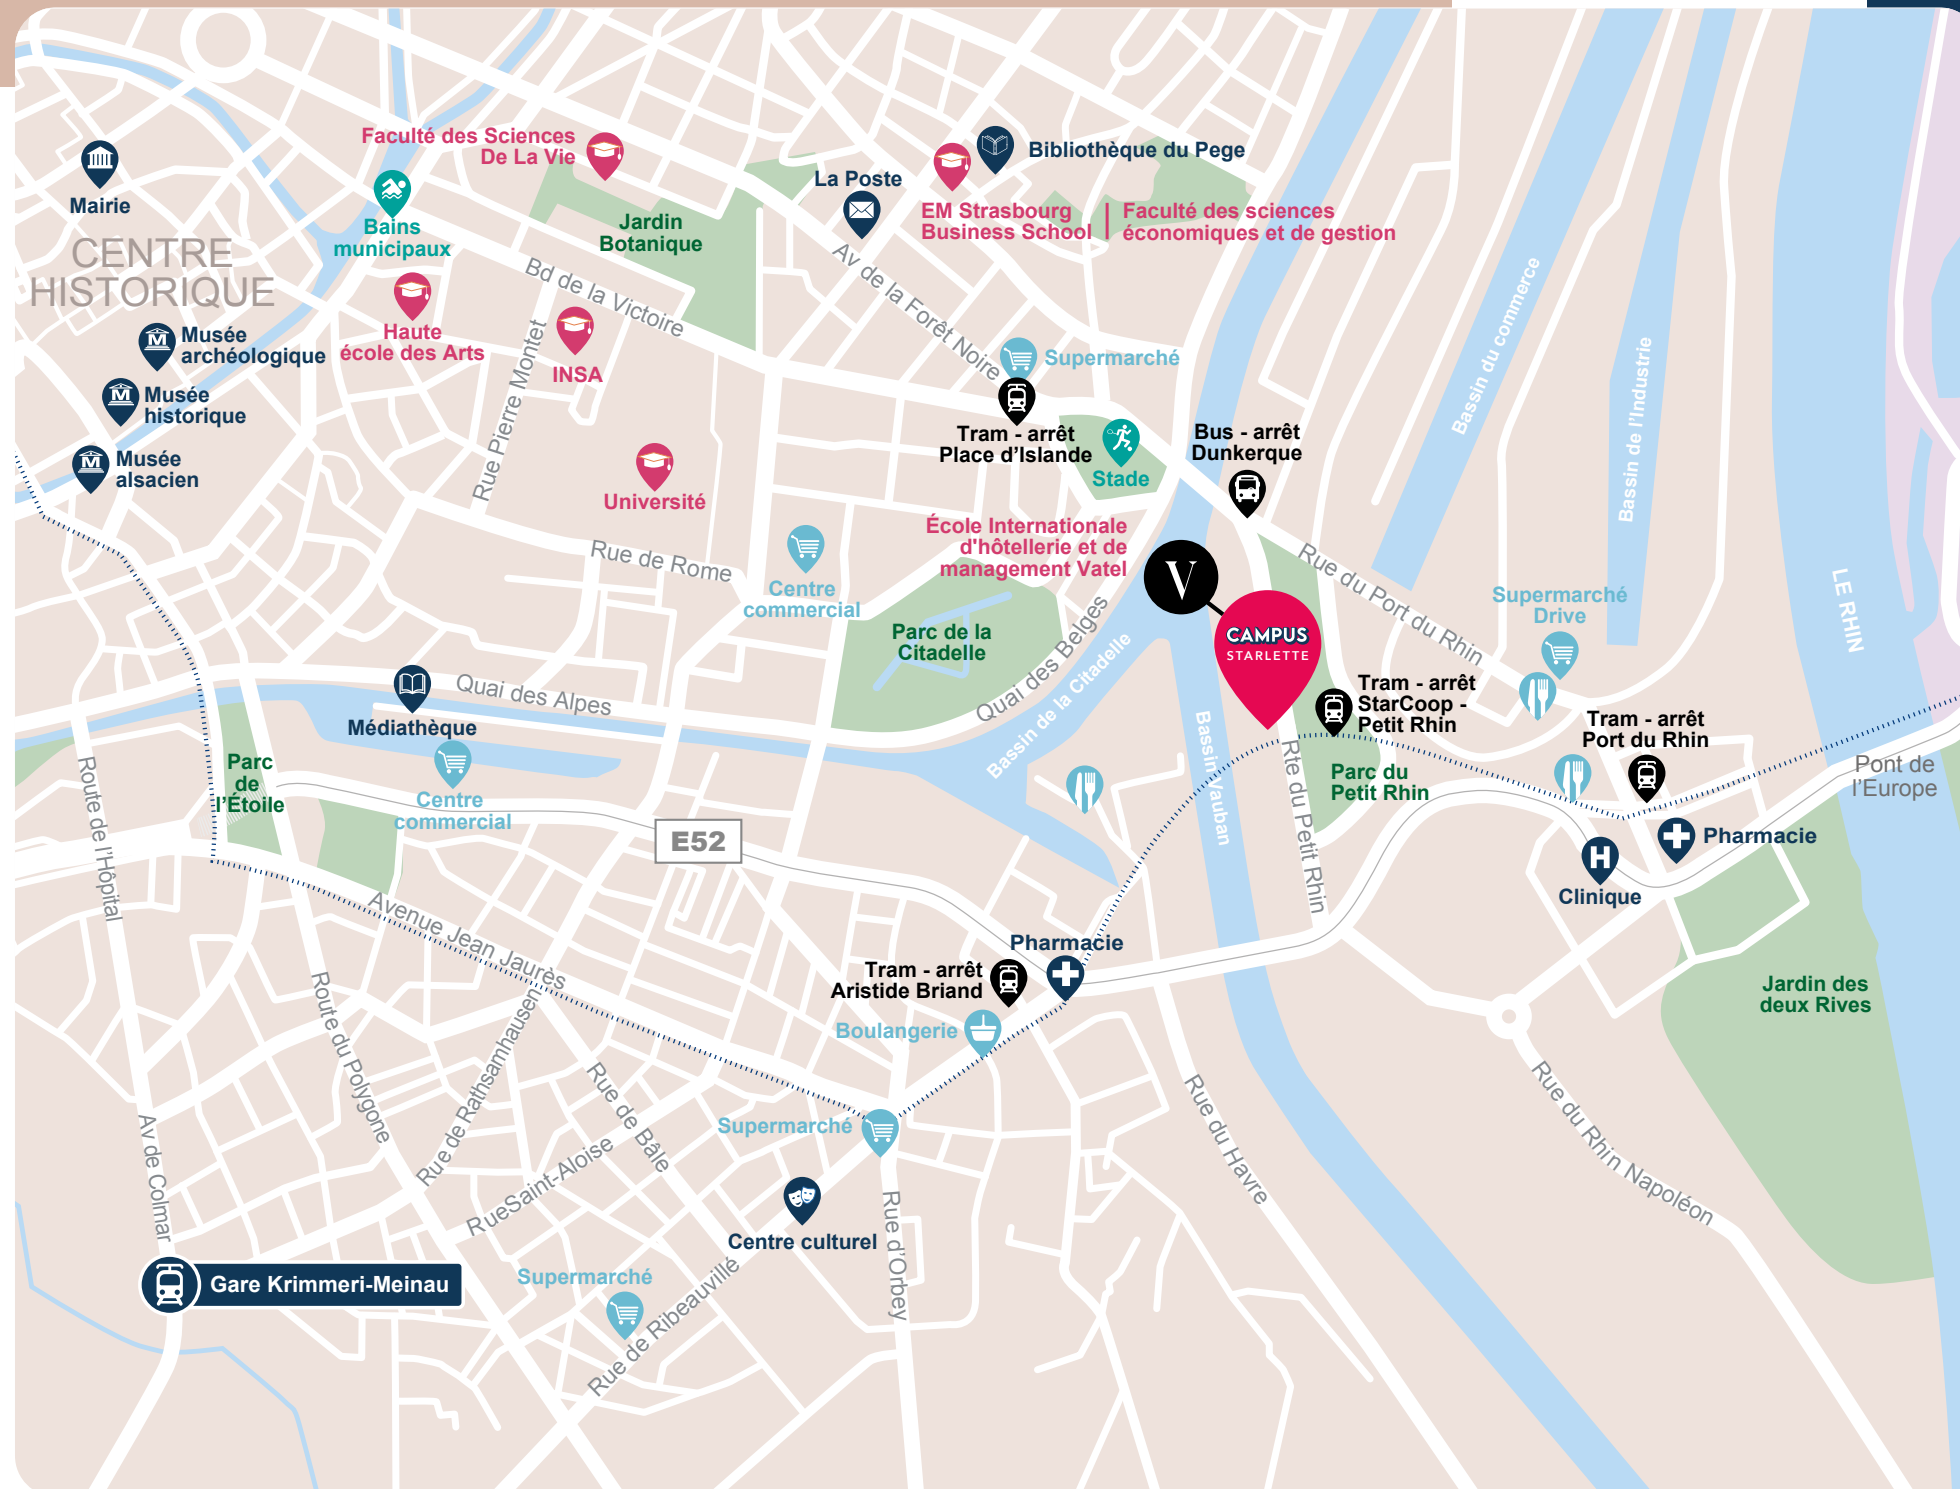 Faculté des Sciences
De La Vie
Mairie
CENTRE
HISTORIQUE
Bains
municipaux
Jardin
Botanique
La Poste
Bibliothèque du Pege
EM Strasbourg
Business School
Faculté des sciences
économiques et de gestion
Bd de la Victoire
Av de la Forêt Noire
Haute
école des Arts
INSA
Rue Pierre Montet
M
Musée
archéologique
M
Musée
historique
M
Musée
alsacien
Université
Supermarché
Tram - arrêt
Place d'Islande
Stade
Bus - arrêt
Dunkerque
Bassin du commerce
Bassin de l'Industrie
LE RHIN
Rue de Rome
Centre
commercial
École Internationale
d'hôtellerie et de
management Vatel
V
CAMPUS
STARLETTE
Rue du Port du Rhin
Supermarché
Drive
Parc de la
Citadelle
Quai des Belges
Bassin de la Citadelle
Bassin Vauban
Tram - arrêt
StarCoop -
Petit Rhin
Tram - arrêt
Port du Rhin
Parc du
Petit Rhin
Rte du Petit Rhin
Pont de
l'Europe
Quai des Alpes
Médiathèque
Centre
commercial
Parc
de
l'Étoile
Route de l'Hôpital
E52
Pharmacie
H
Clinique
Jardin des
deux Rives
Avenue Jean Jaurès
Pharmacie
Tram - arrêt
Aristide Briand
Boulangerie
Route du Polygone
Rue de Rathsamhausen
Rue de Bâle
RueSaint-Aloise
Supermarché
Av de Colmar
Centre culturel
Rue d'Orbey
Rue du Havre
Rue du Rhin Napoléon
Gare Krimmeri-Meinau
Supermarché
Rue de Ribeauvillé